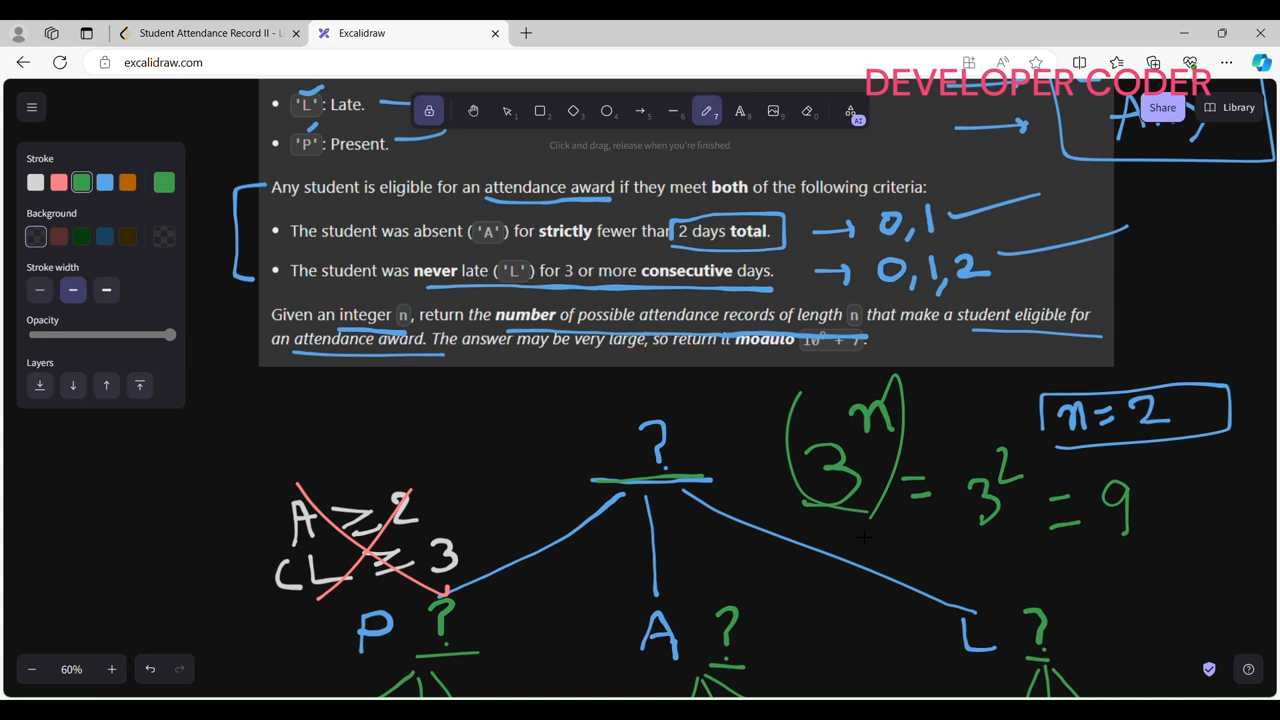 Student Attendance Record II - L
Excalidraw
excalidraw.com
DEVELOPER CODER
'L': Late.
'P': Present.
Share
Library
Click and drag, release when you're finished
Any student is eligible for an attendance award if they meet both of the following criteria:
The student was absent ('A') for strictly fewer than 2 days total. → 0,1
The student was never late ('L') for 3 or more consecutive days. → 0,1,2
Given an integer n, return the number of possible attendance records of length n that make a student eligible for
an attendance award. The answer may be very large, so return it modulo 10^9 + 7.
Stroke
Background
Stroke width
Opacity
Layers
60%
n=2
?
3^n = 3^2 = 9
A ≥ 2
CL ≥ 3
P ? A ? L ?